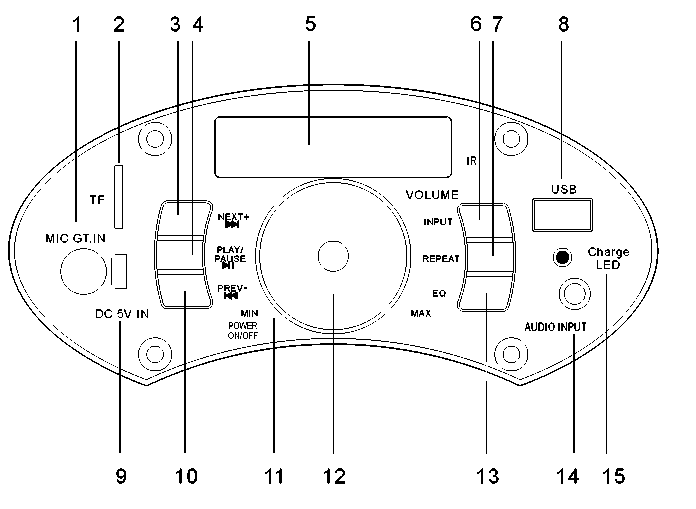 1 2 3 4 5 6 7 8
IR
TF
VOLUME
USB
NEXT+
INPUT
MIC GT.IN
PLAY/
PAUSE
REPEAT
Charge
LED
PREV-
EQ
DC 5V IN
MIN
MAX
POWER
ON/OFF
AUDIO INPUT
9 10 11 12 13 14 15